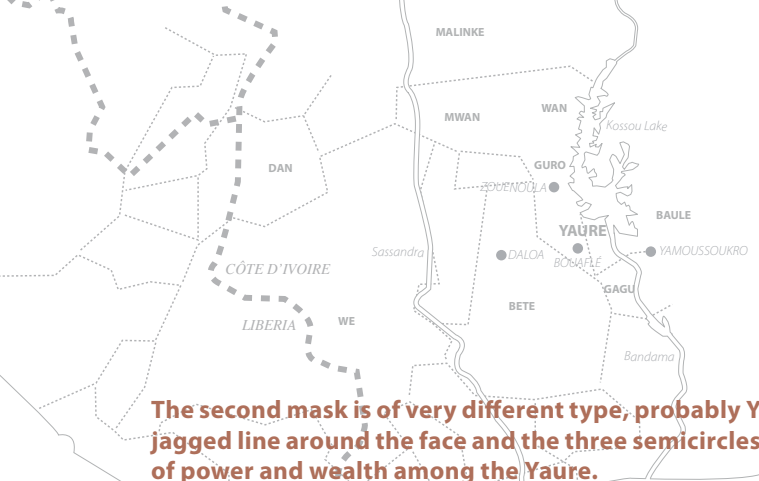 MALINKE
MWAN
WAN
Kossou Lake
DAN
GURO
ZOUENOULA
BAULE
YAURE
Sassandra
DALOA
BOUAFLÉ
YAMOUSSOUKRO
CÔTE D'IVOIRE
GAGU
BETE
LIBERIA
WE
Bandama
The second mask is of very different type, probably Y
jagged line around the face and the three semicircles
of power and wealth among the Yaure.